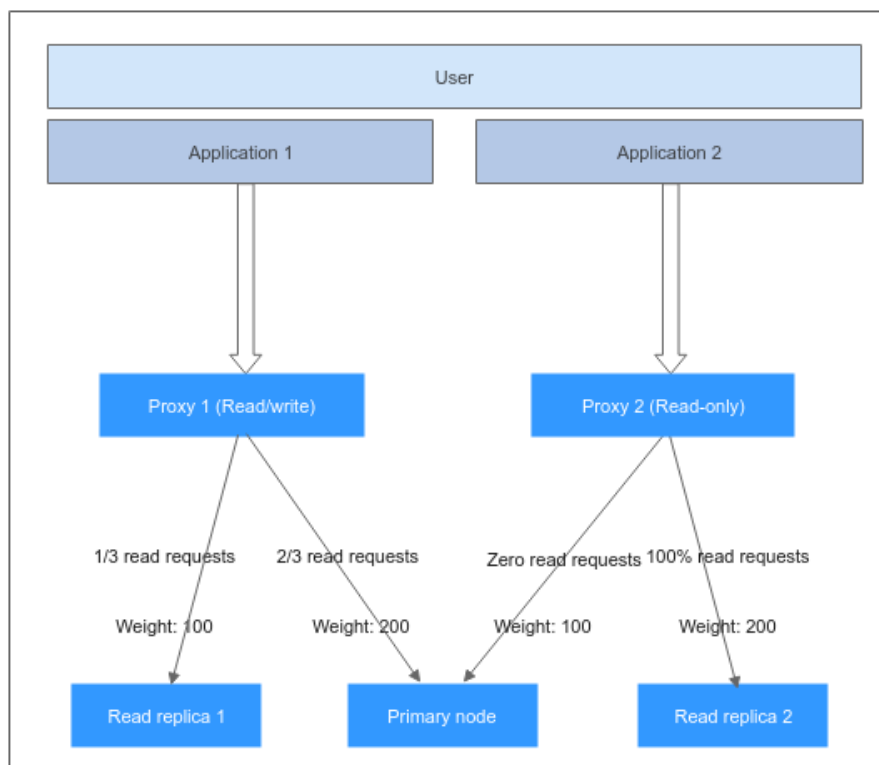 User
Application 1
Application 2
Proxy 1 (Read/write)
Proxy 2 (Read-only)
1/3 read requests
2/3 read requests
Zero read requests
100% read requests
Weight: 100
Weight: 200
Weight: 100
Weight: 200
Read replica 1
Primary node
Read replica 2